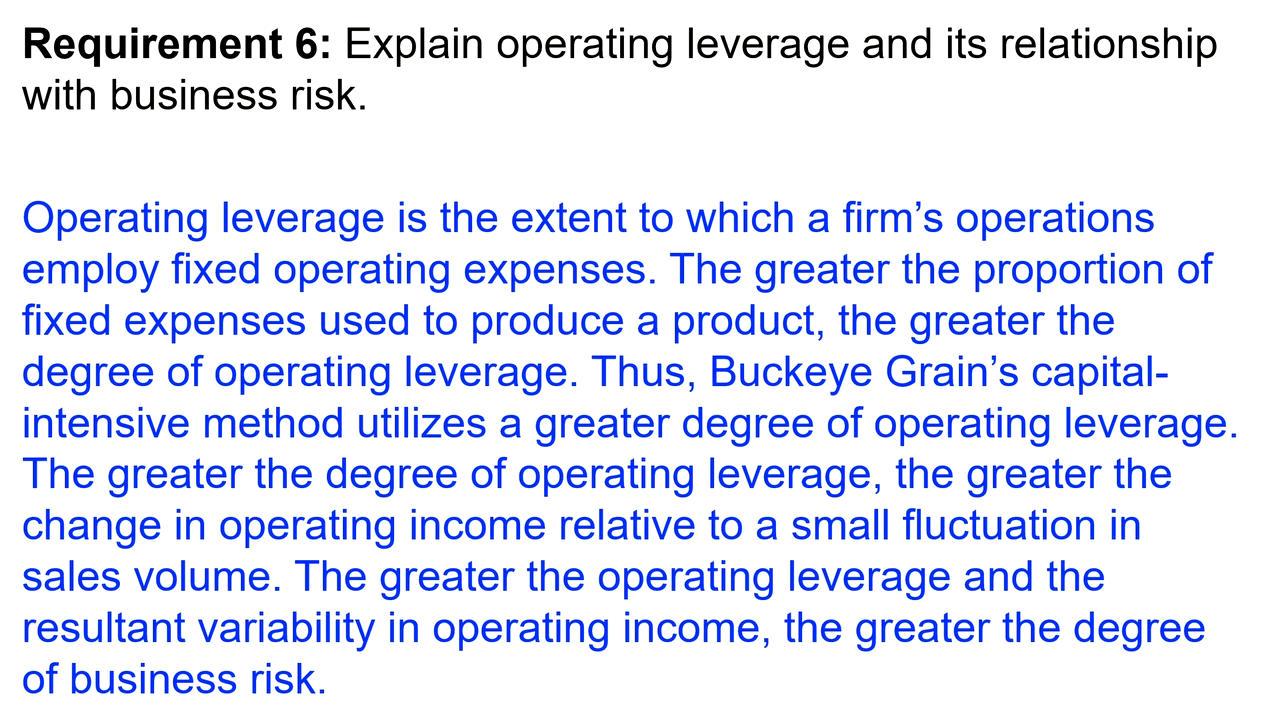 Requirement 6: Explain operating leverage and its relationship
with business risk.
Operating leverage is the extent to which a firm’s operations
employ fixed operating expenses. The greater the proportion of
fixed expenses used to produce a product, the greater the
degree of operating leverage. Thus, Buckeye Grain’s capital-
intensive method utilizes a greater degree of operating leverage.
The greater the degree of operating leverage, the greater the
change in operating income relative to a small fluctuation in
sales volume. The greater the operating leverage and the
resultant variability in operating income, the greater the degree
of business risk.